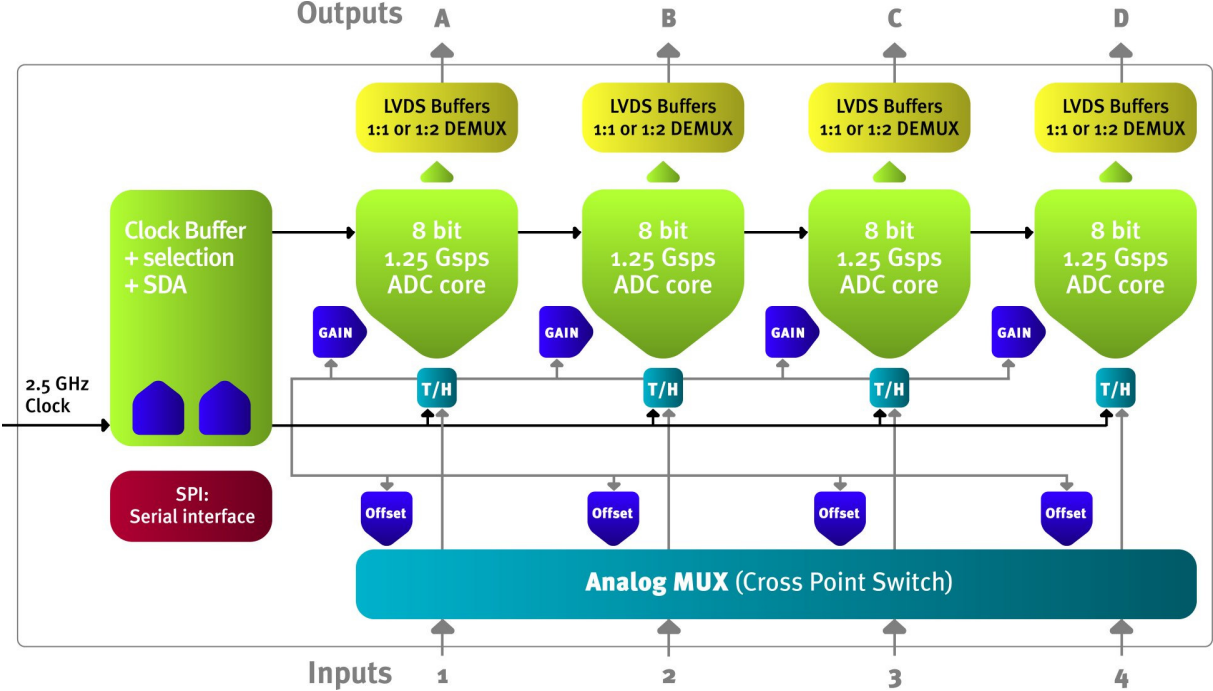 Outputs A B C D
LVDS Buffers
1:1 or 1:2 DEMUX
LVDS Buffers
1:1 or 1:2 DEMUX
LVDS Buffers
1:1 or 1:2 DEMUX
LVDS Buffers
1:1 or 1:2 DEMUX
Clock Buffer
+ selection
+ SDA
8 bit
1.25 Gsps
ADC core
8 bit
1.25 Gsps
ADC core
8 bit
1.25 Gsps
ADC core
8 bit
1.25 Gsps
ADC core
GAIN
GAIN
GAIN
GAIN
2.5 GHz
Clock
T/H
T/H
T/H
T/H
SPI:
Serial interface
Offset
Offset
Offset
Offset
Analog MUX (Cross Point Switch)
Inputs 1 2 3 4